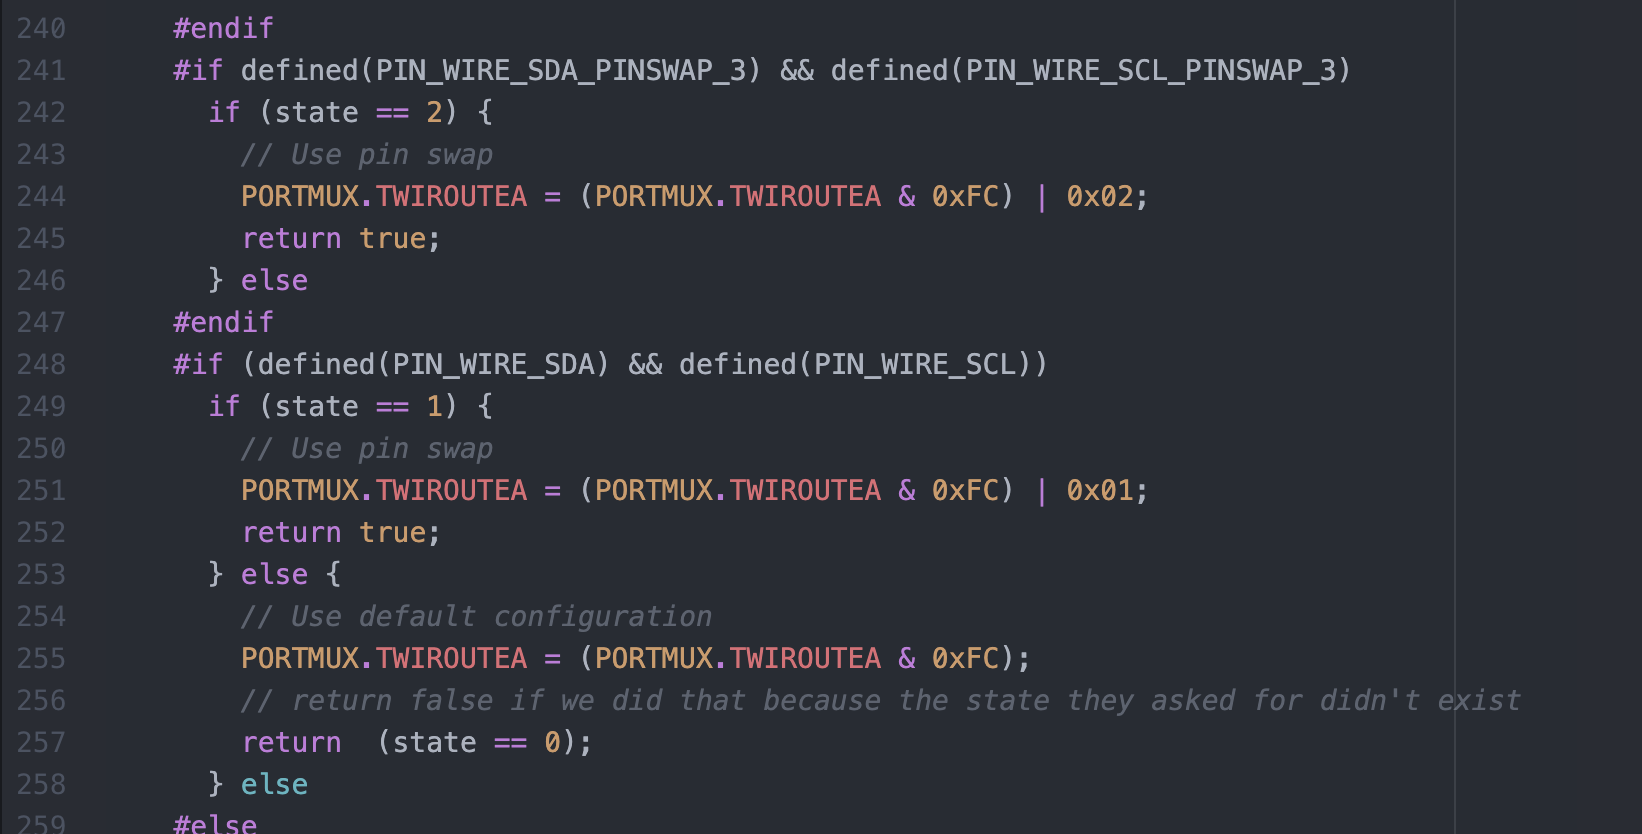 240 #endif
241 #if defined(PIN_WIRE_SDA_PINSWAP_3) && defined(PIN_WIRE_SCL_PINSWAP_3)
242 if (state == 2) {
243 // Use pin swap
244 PORTMUX.TWIROUTEA = (PORTMUX.TWIROUTEA & 0xFC) | 0x02;
245 return true;
246 } else
247 #endif
248 #if (defined(PIN_WIRE_SDA) && defined(PIN_WIRE_SCL))
249 if (state == 1) {
250 // Use pin swap
251 PORTMUX.TWIROUTEA = (PORTMUX.TWIROUTEA & 0xFC) | 0x01;
252 return true;
253 } else {
254 // Use default configuration
255 PORTMUX.TWIROUTEA = (PORTMUX.TWIROUTEA & 0xFC);
256 // return false if we did that because the state they asked for didn't exist
257 return  (state == 0);
258 } else
259 #else